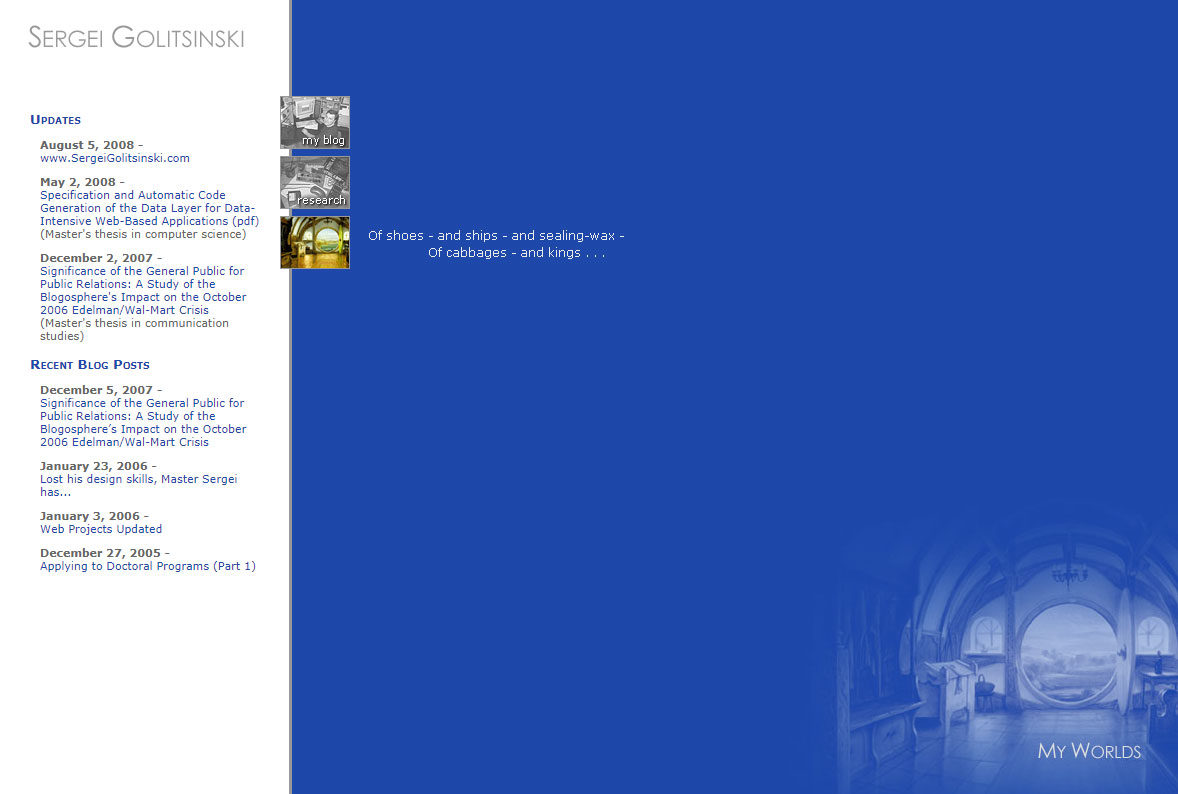 Sergei Golitsinski
Updates
August 5, 2008 -
www.SergeiGolitsinski.com
May 2, 2008 -
Specification and Automatic Code
Generation of the Data Layer for Data-
Intensive Web-Based Applications (pdf)
(Master's thesis in computer science)
December 2, 2007 -
Significance of the General Public for
Public Relations: A Study of the
Blogosphere's Impact on the October
2006 Edelman/Wal-Mart Crisis
(Master's thesis in communication
studies)
Recent Blog Posts
December 5, 2007 -
Significance of the General Public for
Public Relations: A Study of the
Blogosphere’s Impact on the October
2006 Edelman/Wal-Mart Crisis
January 23, 2006 -
Lost his design skills, Master Sergei
has...
January 3, 2006 -
Web Projects Updated
December 27, 2005 -
Applying to Doctoral Programs (Part 1)
my blog
research
Of shoes - and ships - and sealing-wax -
Of cabbages - and kings . . .
My Worlds